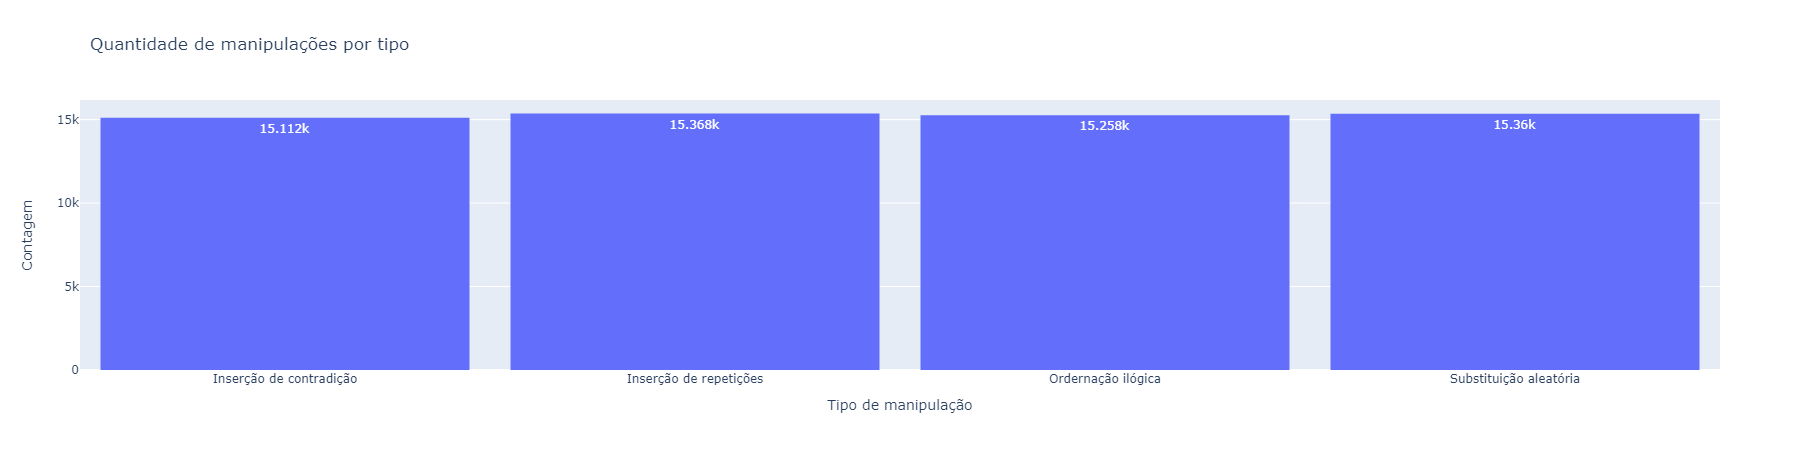 Quantidade de manipulações por tipo
15k
10k
5k
0
Contagem
15.112k
15.368k
15.258k
15.36k
Inserção de contradição
Inserção de repetições
Ordernação ilógica
Substituição aleatória
Tipo de manipulação